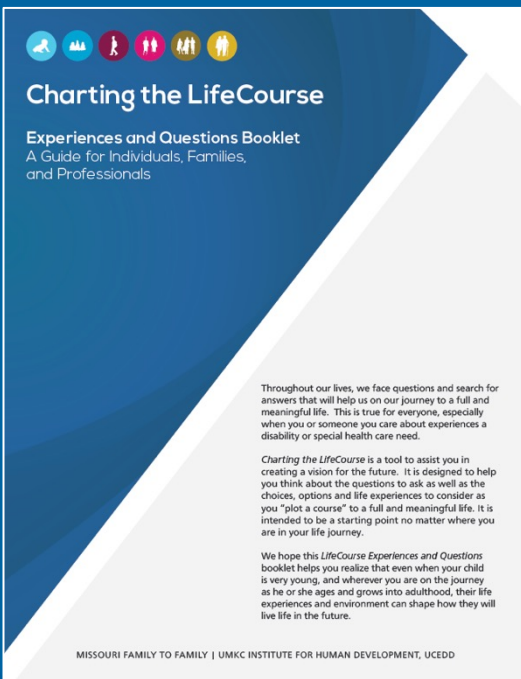 Charting the LifeCourse
Experiences and Questions Booklet
A Guide for Individuals, Families,
and Professionals
Throughout our lives, we face questions and search for
answers that will help us on our journey to a full and
meaningful life. This is true for everyone, especially
when you or someone you care about experiences a
disability or special health care need.
Charting the LifeCourse is a tool to assist you in
creating a vision for the future. It is designed to help
you think about the questions to ask as well as the
choices, options and life experiences to consider as
you "plot a course" to a full and meaningful life. It is
intended to be a starting point no matter where you
are in your life journey.
We hope this LifeCourse Experiences and Questions
booklet helps you realize that even when your child
is very young, and wherever you are on the journey
as he or she ages and grows into adulthood, their life
experiences and environment can shape how they will
live life in the future.
MISSOURI FAMILY TO FAMILY | UMKC INSTITUTE FOR HUMAN DEVELOPMENT, UCEDD